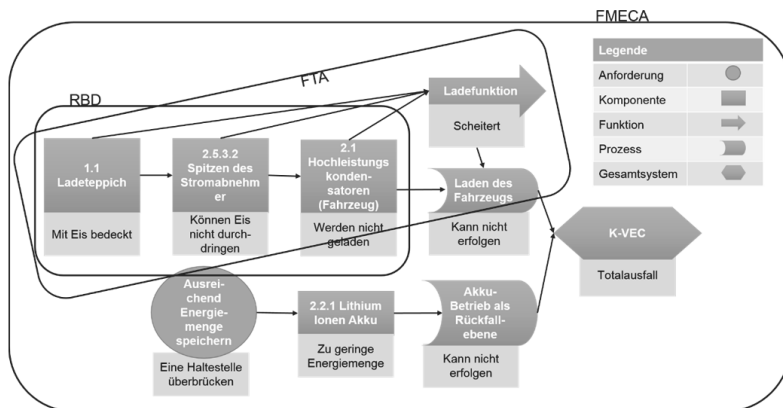 FMECA
FTA
RBD
Legende
Anforderung
Komponente
Funktion
Prozess
Gesamtsystem
Ladefunktion
Scheitert
1.1
Ladeteppich
Mit Eis bedeckt
2.5.3.2
Spitzen des
Stromabnehm
er
Können Eis
nicht durch-
dringen
2.1
Hochleistungs
konden-
satoren
(Fahrzeug)
Werden nicht
geladen
Laden des
Fahrzeugs
Kann nicht
erfolgen
K-VEC
Totalausfall
Ausrei-
chend
Energie-
menge
speichern
Eine Haltestelle
überbrücken
2.2.1 Lithium
Ionen Akku
Zu geringe
Energiemenge
Akku-
Betrieb als
Rückfall-
ebene
Kann nicht
erfolgen